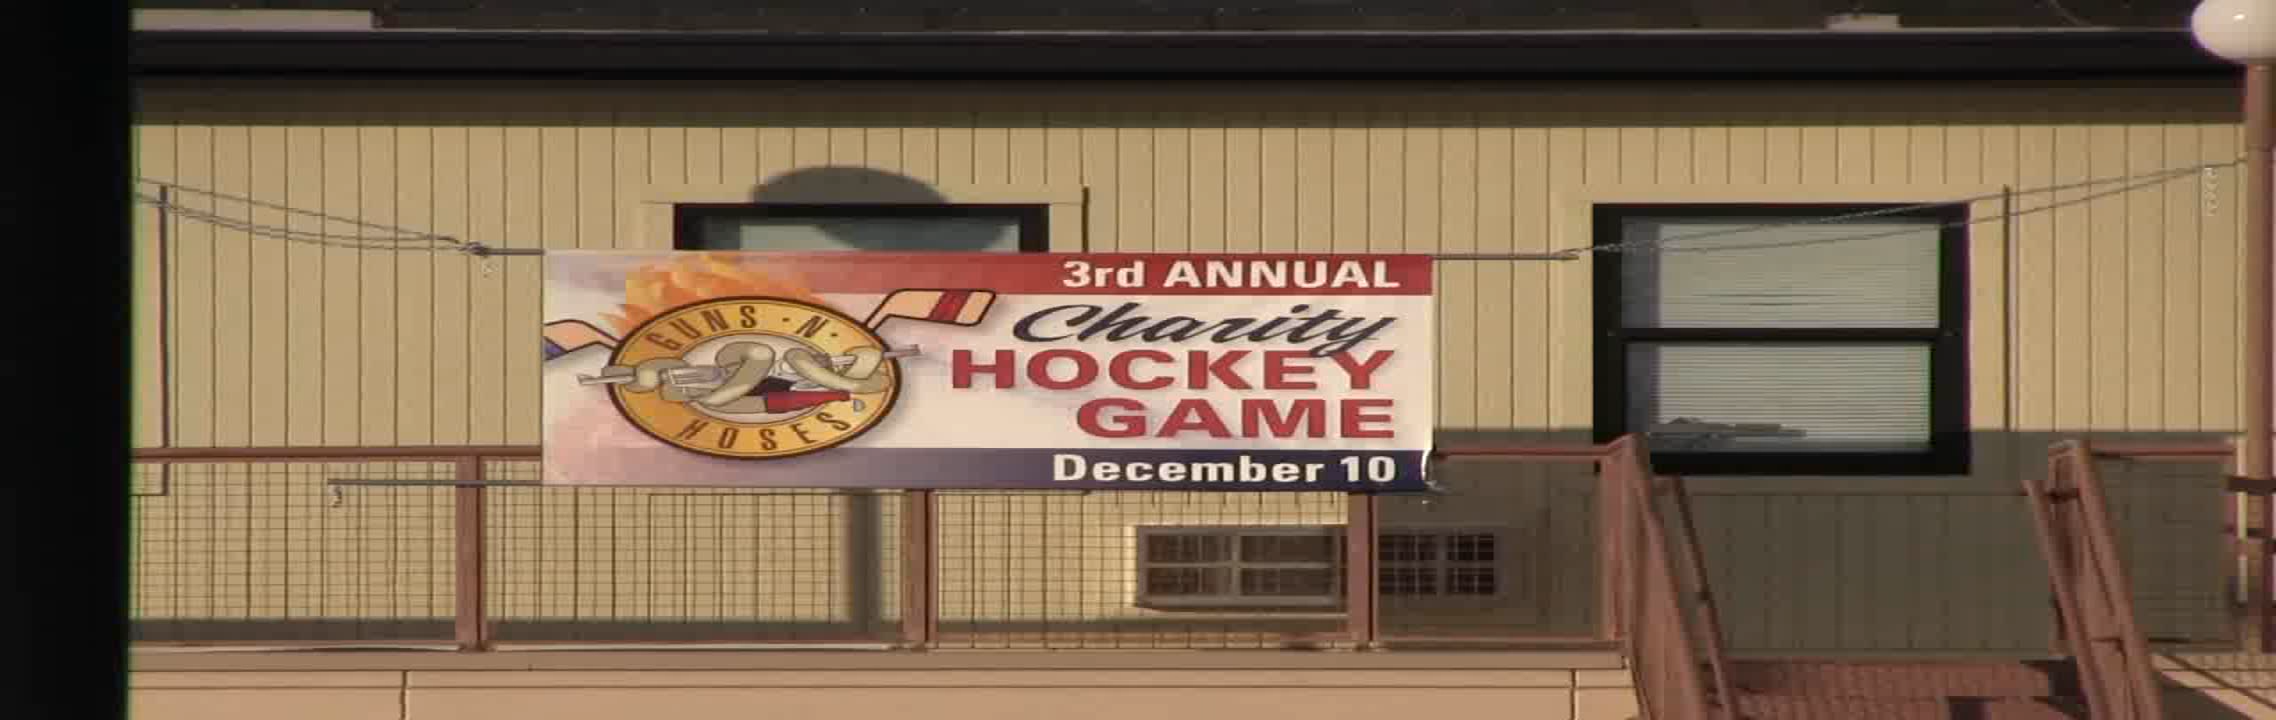 GUNS · N ·
HOSES
3rd ANNUAL
Charity
HOCKEY
GAME
December 10